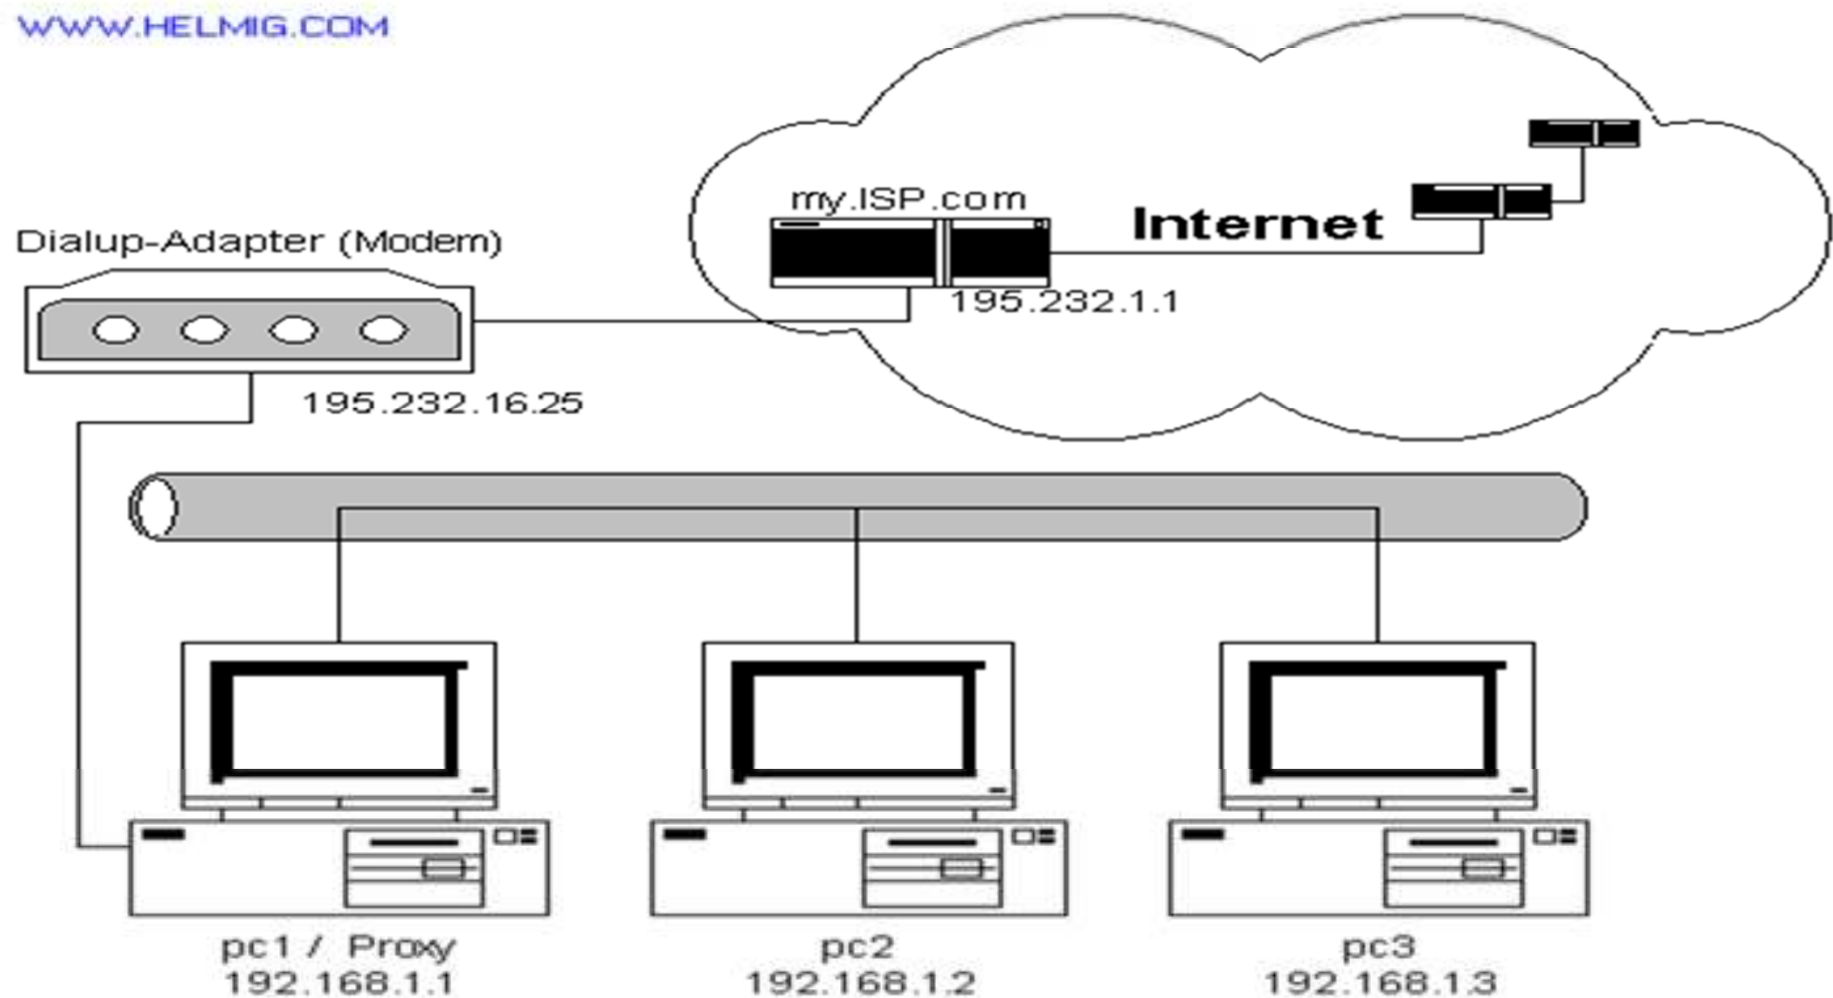 WWW.HELMIG.COM
my.ISP.com
Internet
Dialup-Adapter (Modem)
195.232.1.1
195.232.16.25
pc1 / Proxy
192.168.1.1
pc2
192.168.1.2
pc3
192.168.1.3